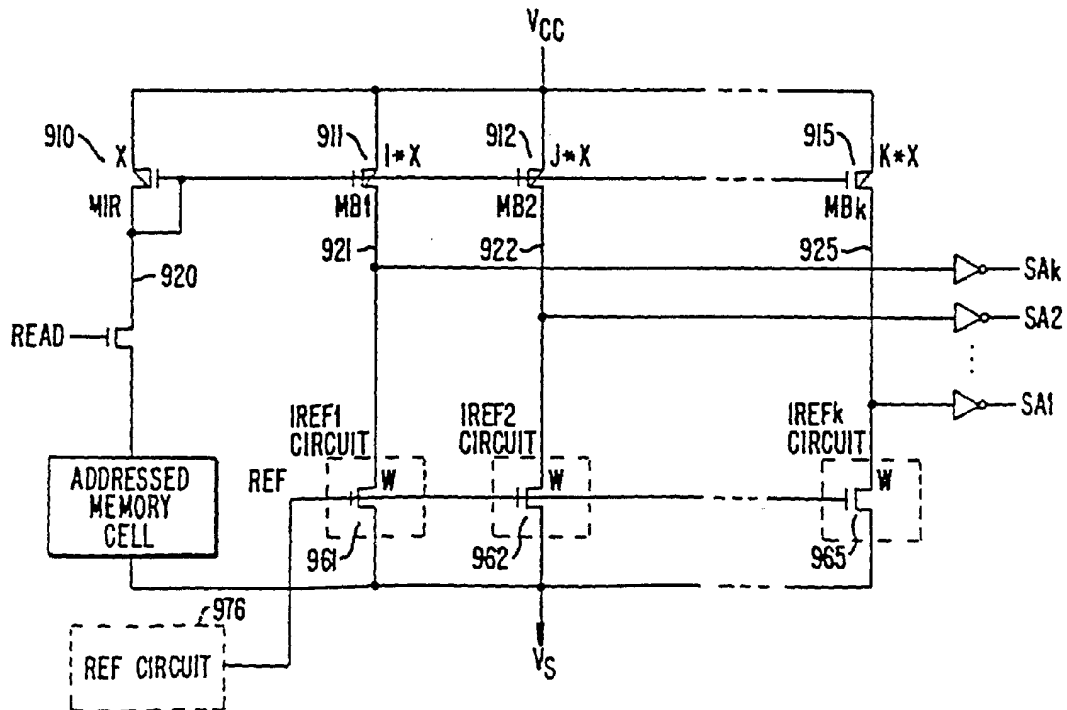 VCC
910
X
911
I*X
912
J*X
915
K*X
MIR
MB1
MB2
MBk
920
921
922
925
SAk
READ
SA2
SA1
IREF1
CIRCUIT
IREF2
CIRCUIT
IREFk
CIRCUIT
ADDRESSED
MEMORY
CELL
REF
W
W
W
961
962
965
976
REF CIRCUIT
VS